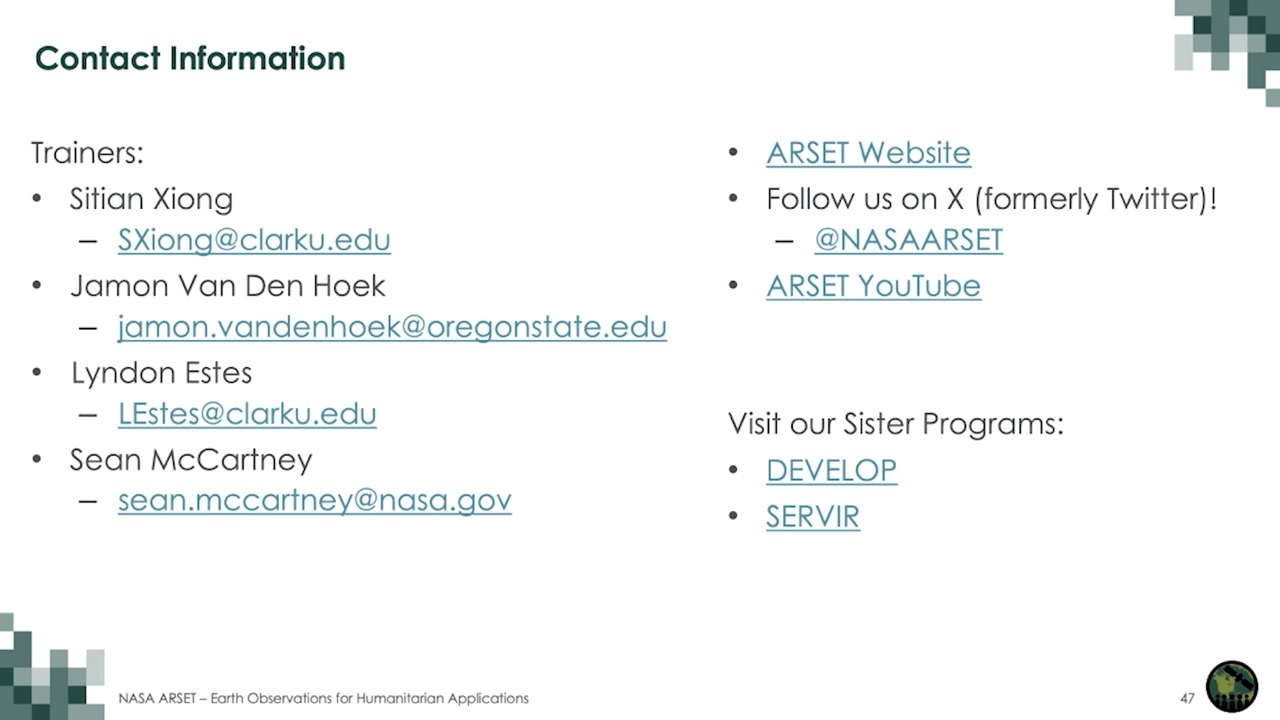 Contact Information
Trainers:
• Sitian Xiong
– SXiong@clarku.edu
• Jamon Van Den Hoek
– jamon.vandenhoek@oregonstate.edu
• Lyndon Estes
– LEstes@clarku.edu
• Sean McCartney
– sean.mccartney@nasa.gov
• ARSET Website
• Follow us on X (formerly Twitter)!
– @NASAARSET
• ARSET YouTube
Visit our Sister Programs:
• DEVELOP
• SERVIR
NASA ARSET – Earth Observations for Humanitarian Applications
47